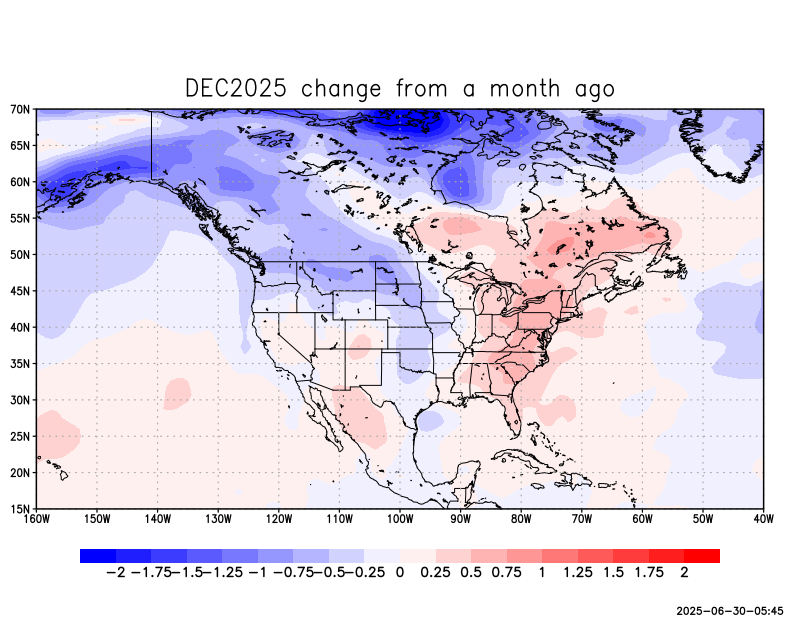 DEC2025 change from a month ago
70N
65N
60N
55N
50N
45N
40N
35N
30N
25N
20N
15N
160W 150W 140W 130W 120W 110W 100W 90W 80W 70W 60W 50W 40W
−2 −1.75 −1.5 −1.25 −1 −0.75 −0.5 −0.25 0 0.25 0.5 0.75 1 1.25 1.5 1.75 2
2025-06-30-05:45